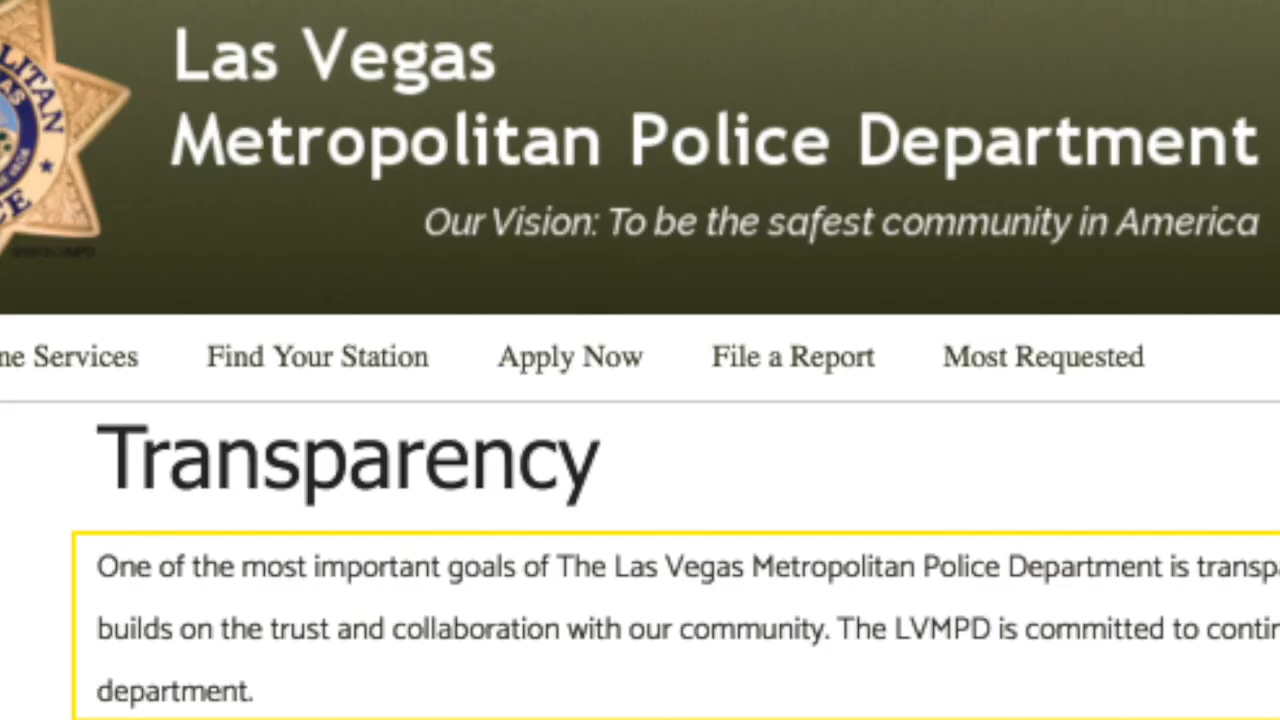 Las Vegas
Metropolitan Police Department
Our Vision: To be the safest community in America
Services
Find Your Station
Apply Now
File a Report
Most Requested
Transparency
One of the most important goals of The Las Vegas Metropolitan Police Department is
builds on the trust and collaboration with our community. The LVMPD is committed to
department.